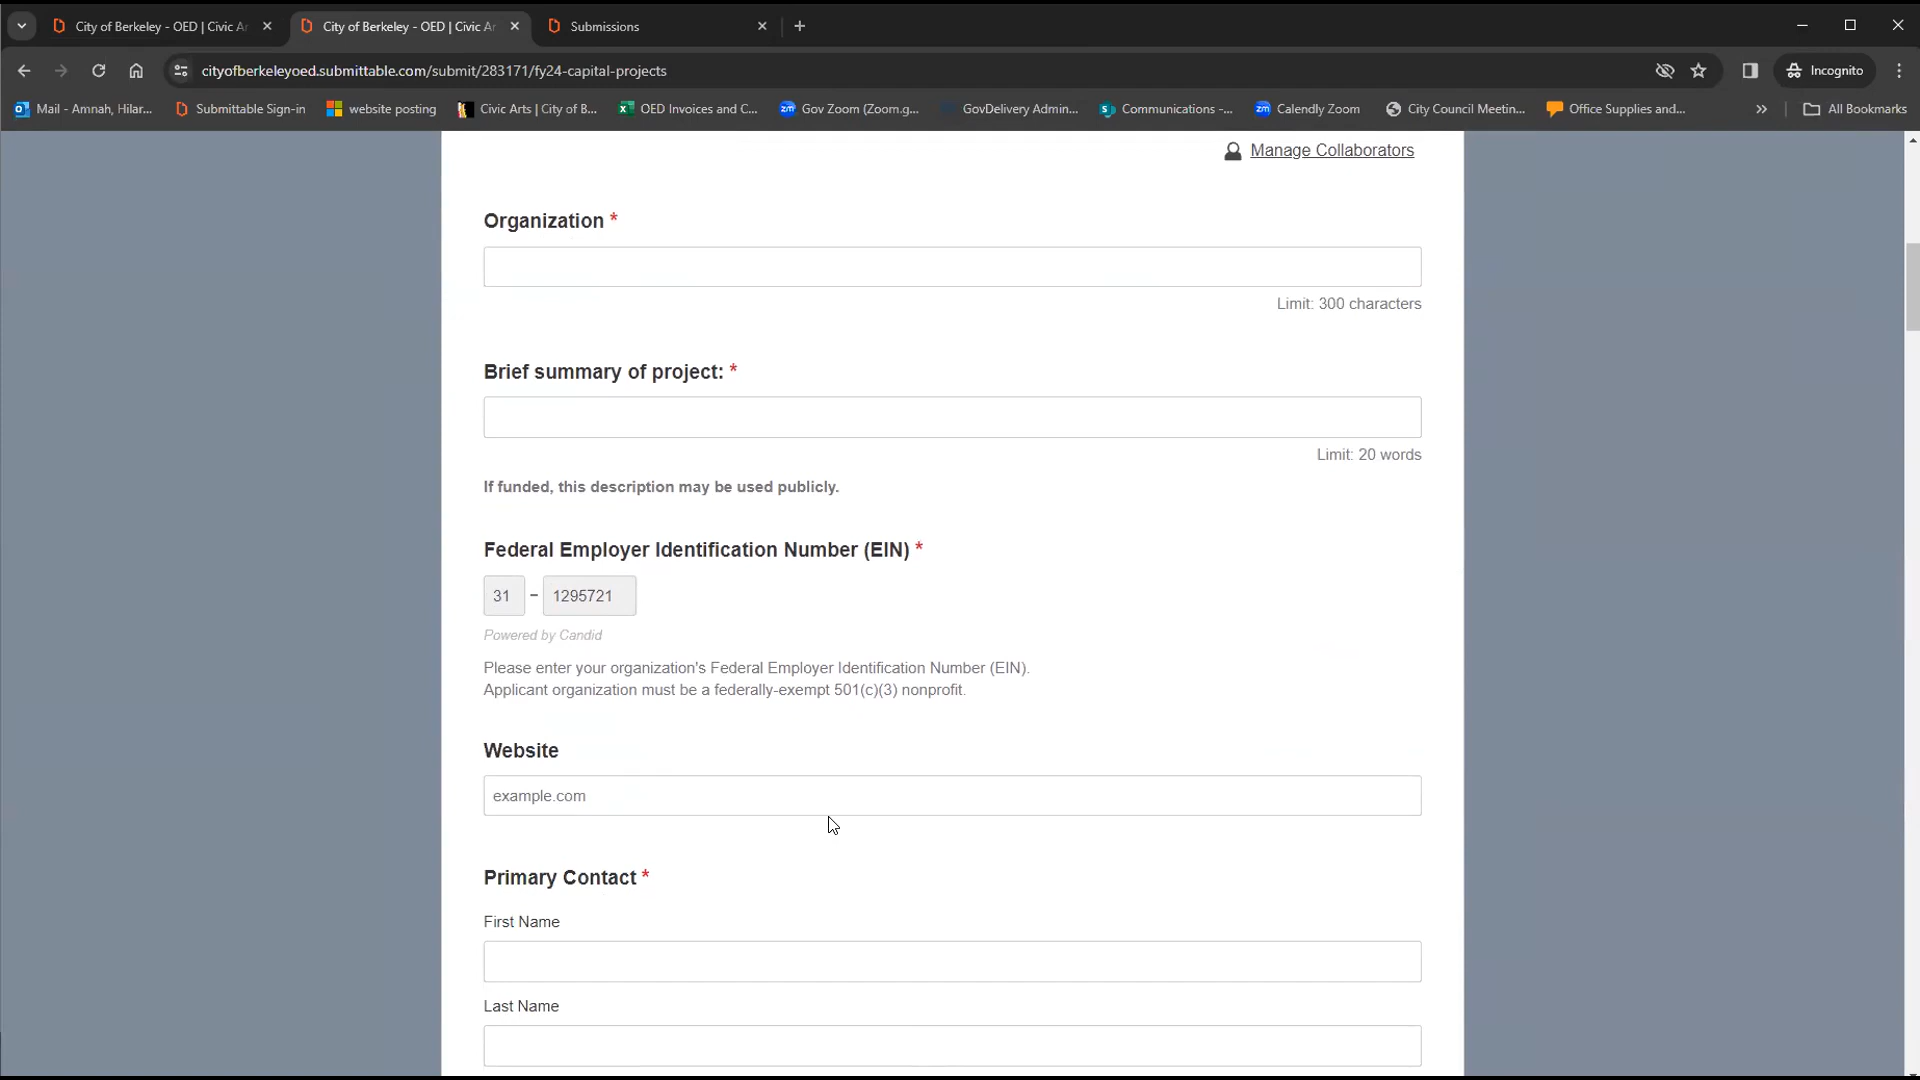 City of Berkeley - OED | Civic Ar
City of Berkeley - OED | Civic Ar
Submissions
cityofberkeleyoed.submittable.com/submit/283171/fy24-capital-projects
Incognito
Mail - Amnah, Hilar...
Submittable Sign-in
website posting
Civic Arts | City of B...
OED Invoices and C...
Gov Zoom (Zoom.g...
GovDelivery Admin...
Communications -...
Calendly Zoom
City Council Meetin...
Office Supplies and...
»
All Bookmarks
Manage Collaborators
Organization *
Limit: 300 characters
Brief summary of project: *
Limit: 20 words
If funded, this description may be used publicly.
Federal Employer Identification Number (EIN) *
31 – 1295721
Powered by Candid
Please enter your organization's Federal Employer Identification Number (EIN).
Applicant organization must be a federally-exempt 501(c)(3) nonprofit.
Website
example.com
Primary Contact *
First Name
Last Name